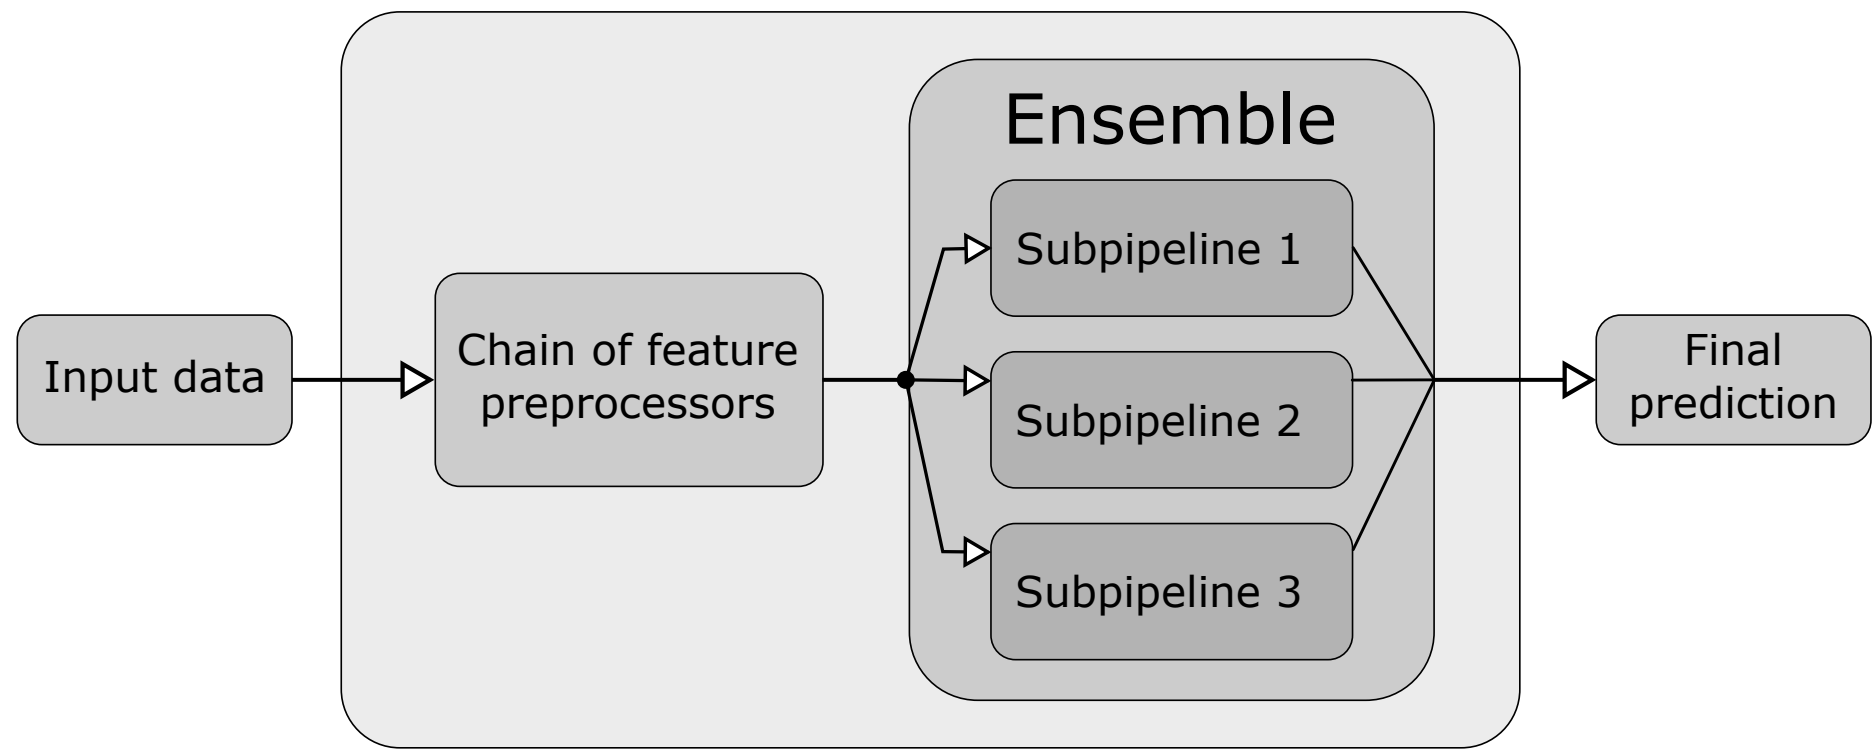 Input data
Chain of feature
preprocessors
Ensemble
Subpipeline 1
Subpipeline 2
Subpipeline 3
Final
prediction